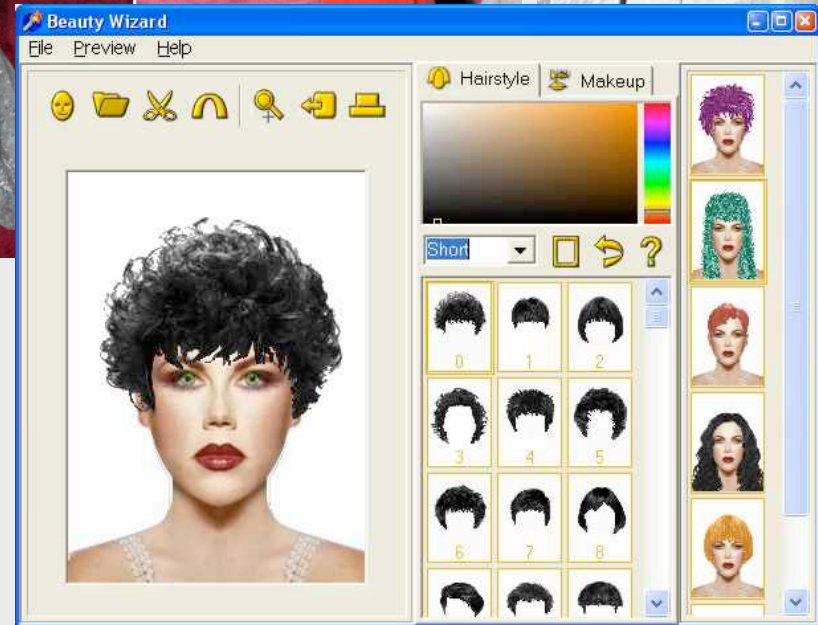 Beauty Wizard
File Preview Help
Hairstyle Makeup
Short
0 1 2
3 4 5
6 7 8